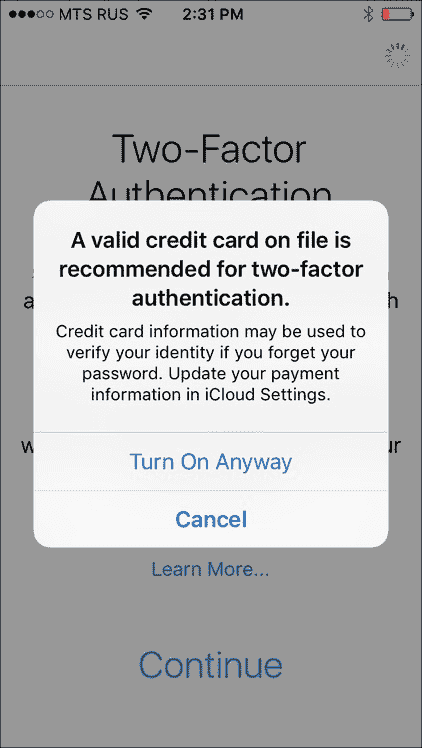 MTS RUS 2:31 PM
Two-Factor
Authentication
A valid credit card on file is
recommended for two-factor
authentication.
Credit card information may be used to
verify your identity if you forget your
password. Update your payment
information in iCloud Settings.
Turn On Anyway
Cancel
Learn More...
Continue